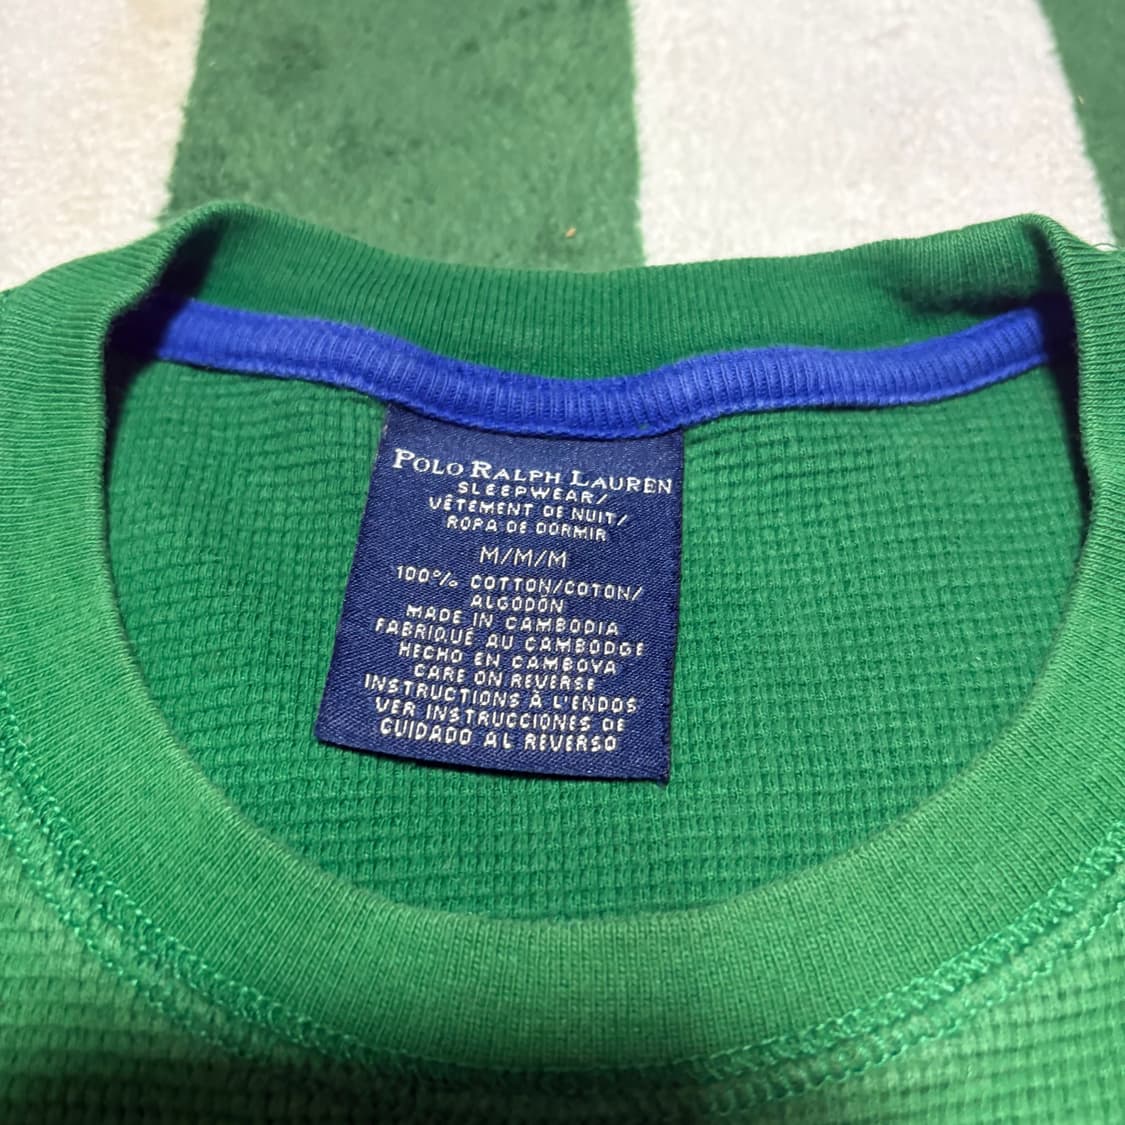 POLO RALPH LAUREN
SLEEPWEAR/
VÊTEMENT DE NUIT/
ROPA DE DORMIR
M/M/M
100% COTTON/COTON/
ALGODÓN
MADE IN CAMBODIA
FABRIQUÉ AU CAMBODGE
HECHO EN CAMBOYA
CARE ON REVERSE
INSTRUCTIONS À L'ENDOS
VER INSTRUCCIONES DE
CUIDADO AL REVERSO